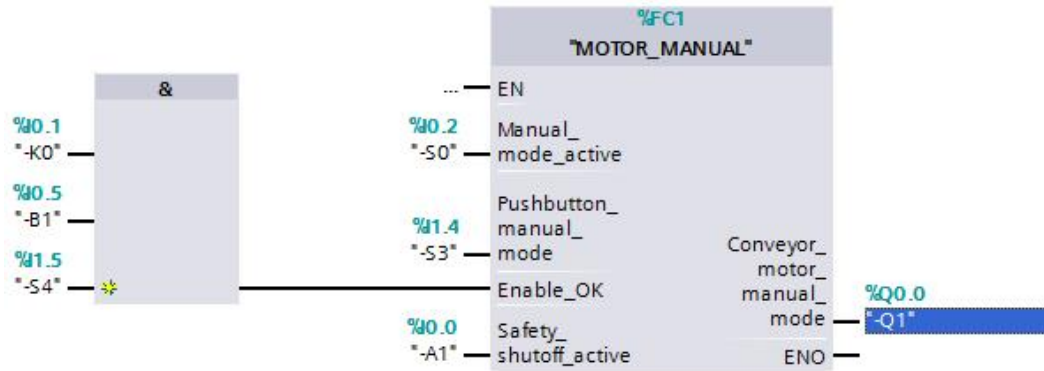 %FC1
"MOTOR_MANUAL"
&
... EN
%I0.1
"-K0"
%I0.2
"-S0"
Manual_
mode_active
%I0.5
"-B1"
%I1.4
"-S3"
Pushbutton_
manual_
mode
%I1.5
"-S4"
Enable_OK
%I0.0
"-A1"
Safety_
shutoff_active
Conveyor_
motor_
manual_
mode
%Q0.0
"-Q1"
ENO